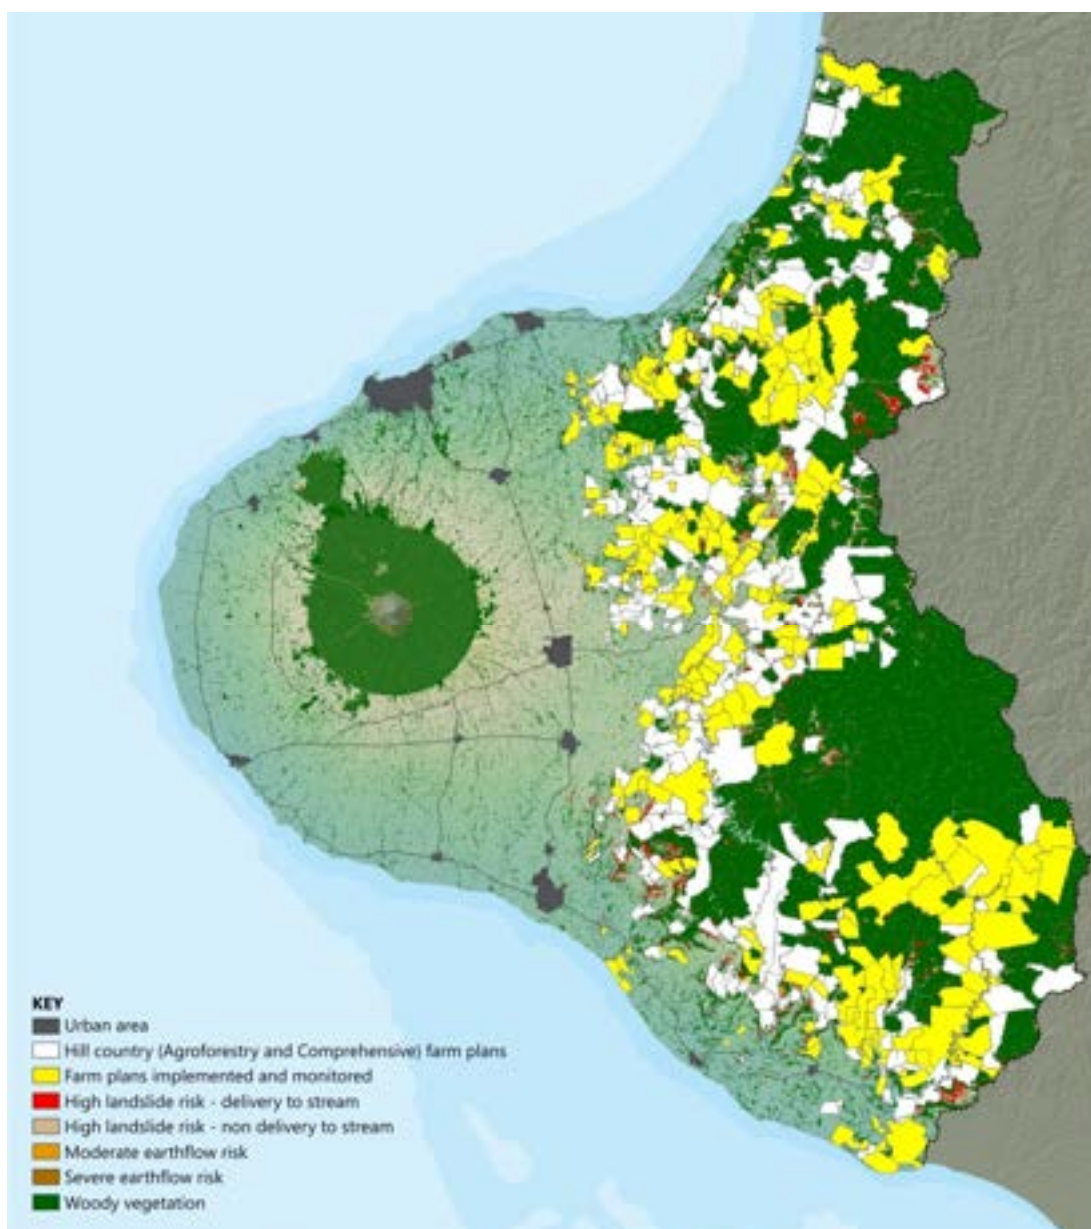 KEY
Urban area
Hill country (Agroforestry and Comprehensive) farm plans
Farm plans implemented and monitored
High landslide risk - delivery to stream
High landslide risk - non delivery to stream
Moderate earthflow risk
Severe earthflow risk
Woody vegetation